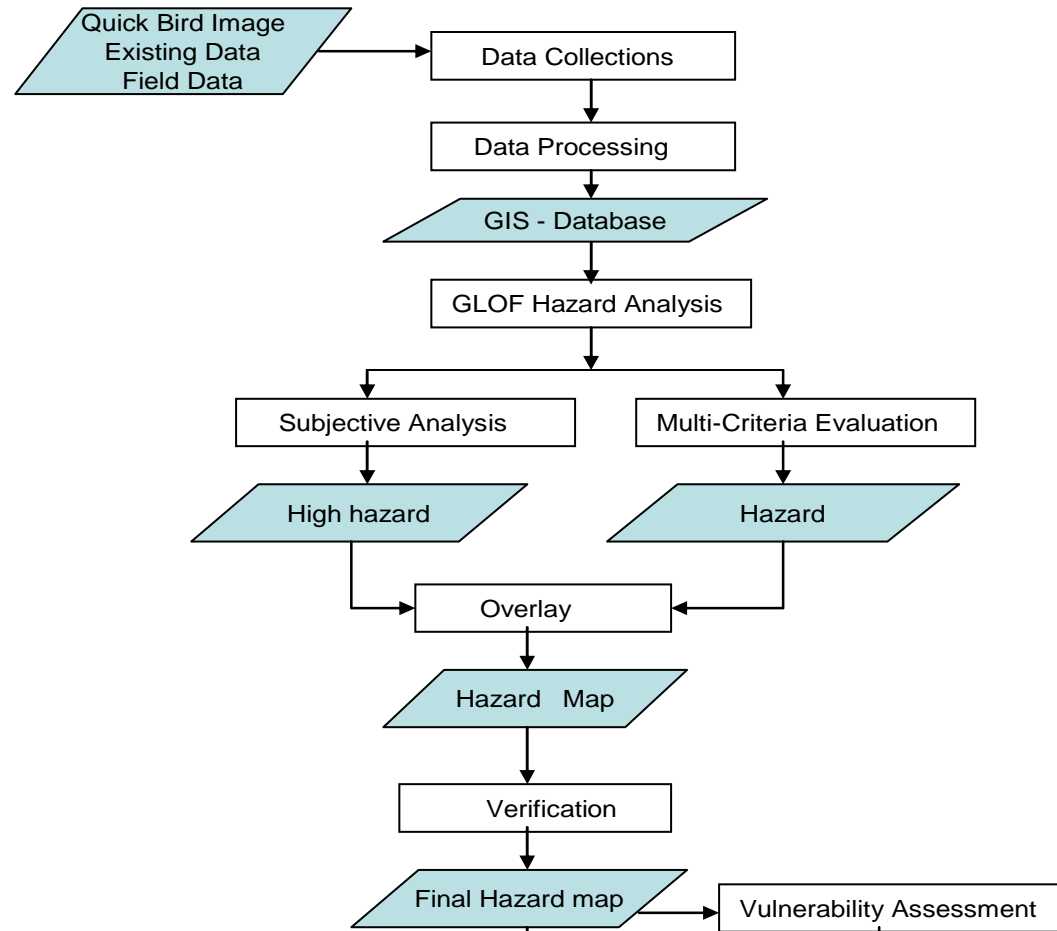 Quick Bird Image
Existing Data
Field Data
Data Collections
Data Processing
GIS - Database
GLOF Hazard Analysis
Subjective Analysis
Multi-Criteria Evaluation
High hazard
Hazard
Overlay
Hazard Map
Verification
Final Hazard map
Vulnerability Assessment